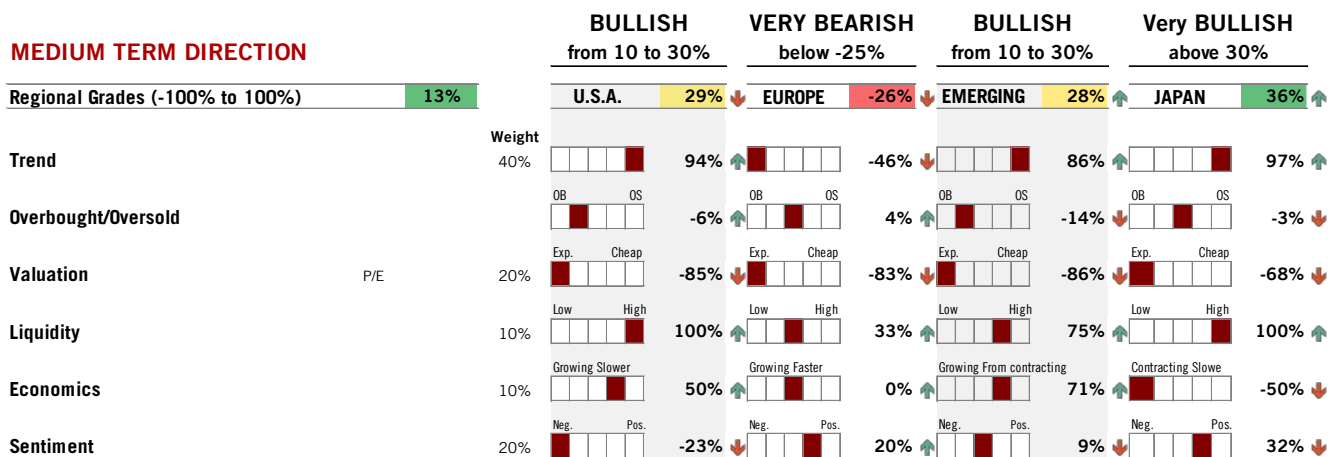 BULLISH VERY BEARISH BULLISH Very BULLISH
MEDIUM TERM DIRECTION from 10 to 30% below -25% from 10 to 30% above 30%
Regional Grades (-100% to 100%) 13% U.S.A. 29% EUROPE -26% EMERGING 28% JAPAN 36%
Weight
Trend 40% 94% -46% 86% 97%
OB OS OB OS OB OS OB OS
Overbought/Oversold -6% 4% -14% -3%
Exp. Cheap Exp. Cheap Exp. Cheap Exp. Cheap
Valuation P/E 20% -85% -83% -86% -68%
Low High Low High Low High Low High
Liquidity 10% 100% 33% 75% 100%
Growing Slower Growing Faster Growing From contracting Contracting Slowe
Economics 10% 50% 0% 71% -50%
Neg. Pos. Neg. Pos. Neg. Pos. Neg. Pos.
Sentiment 20% -23% 20% 9% 32%